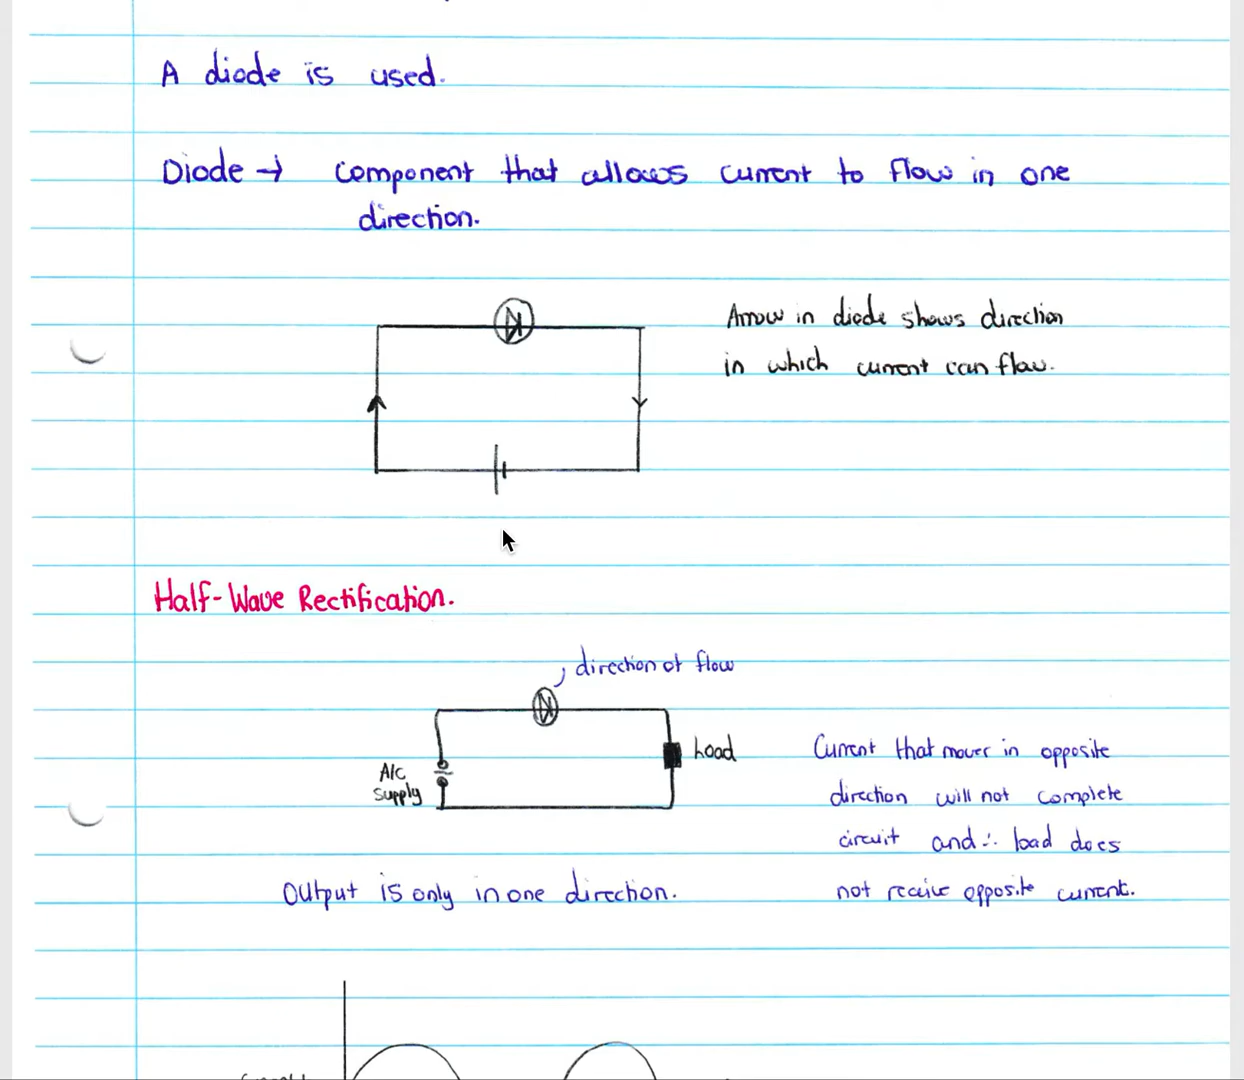 A diode is used.
Diode → component that allows current to flow in one
direction.
Arrow in diode shows direction
in which current can flow.
Half-Wave Rectification.
direction of flow
A/C
supply
Load
Current that moves in opposite
direction will not complete
circuit and ∴ load does
not receive opposite current.
Output is only in one direction.